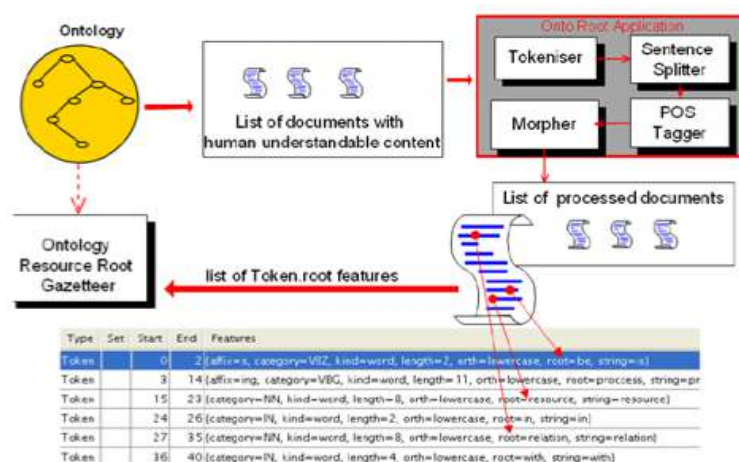 Ontology
Onto Root Application
Tokeniser
Sentence
Splitter
List of documents with
human understandable content
Morpher
POS
Tagger
List of processed documents
Ontology
Resource Root
Gazetteer
list of Token.root features
Type Set Start End Features
Token 0 2 {affix=s, category=VBZ, kind=word, length=2, orth=lowercase, root=be, string=is}
Token 3 14 {affix=ing, category=VBG, kind=word, length=11, orth=lowercase, root=proccess, string=pr
Token 15 23 {category=NN, kind=word, length=8, orth=lowercase, root=resource, string=resource}
Token 24 26 {category=IN, kind=word, length=2, orth=lowercase, root=in, string=in}
Token 27 35 {category=NN, kind=word, length=8, orth=lowercase, root=relation, string=relation}
Token 36 40 {category=IN, kind=word, length=4, orth=lowercase, root=with, string=with}